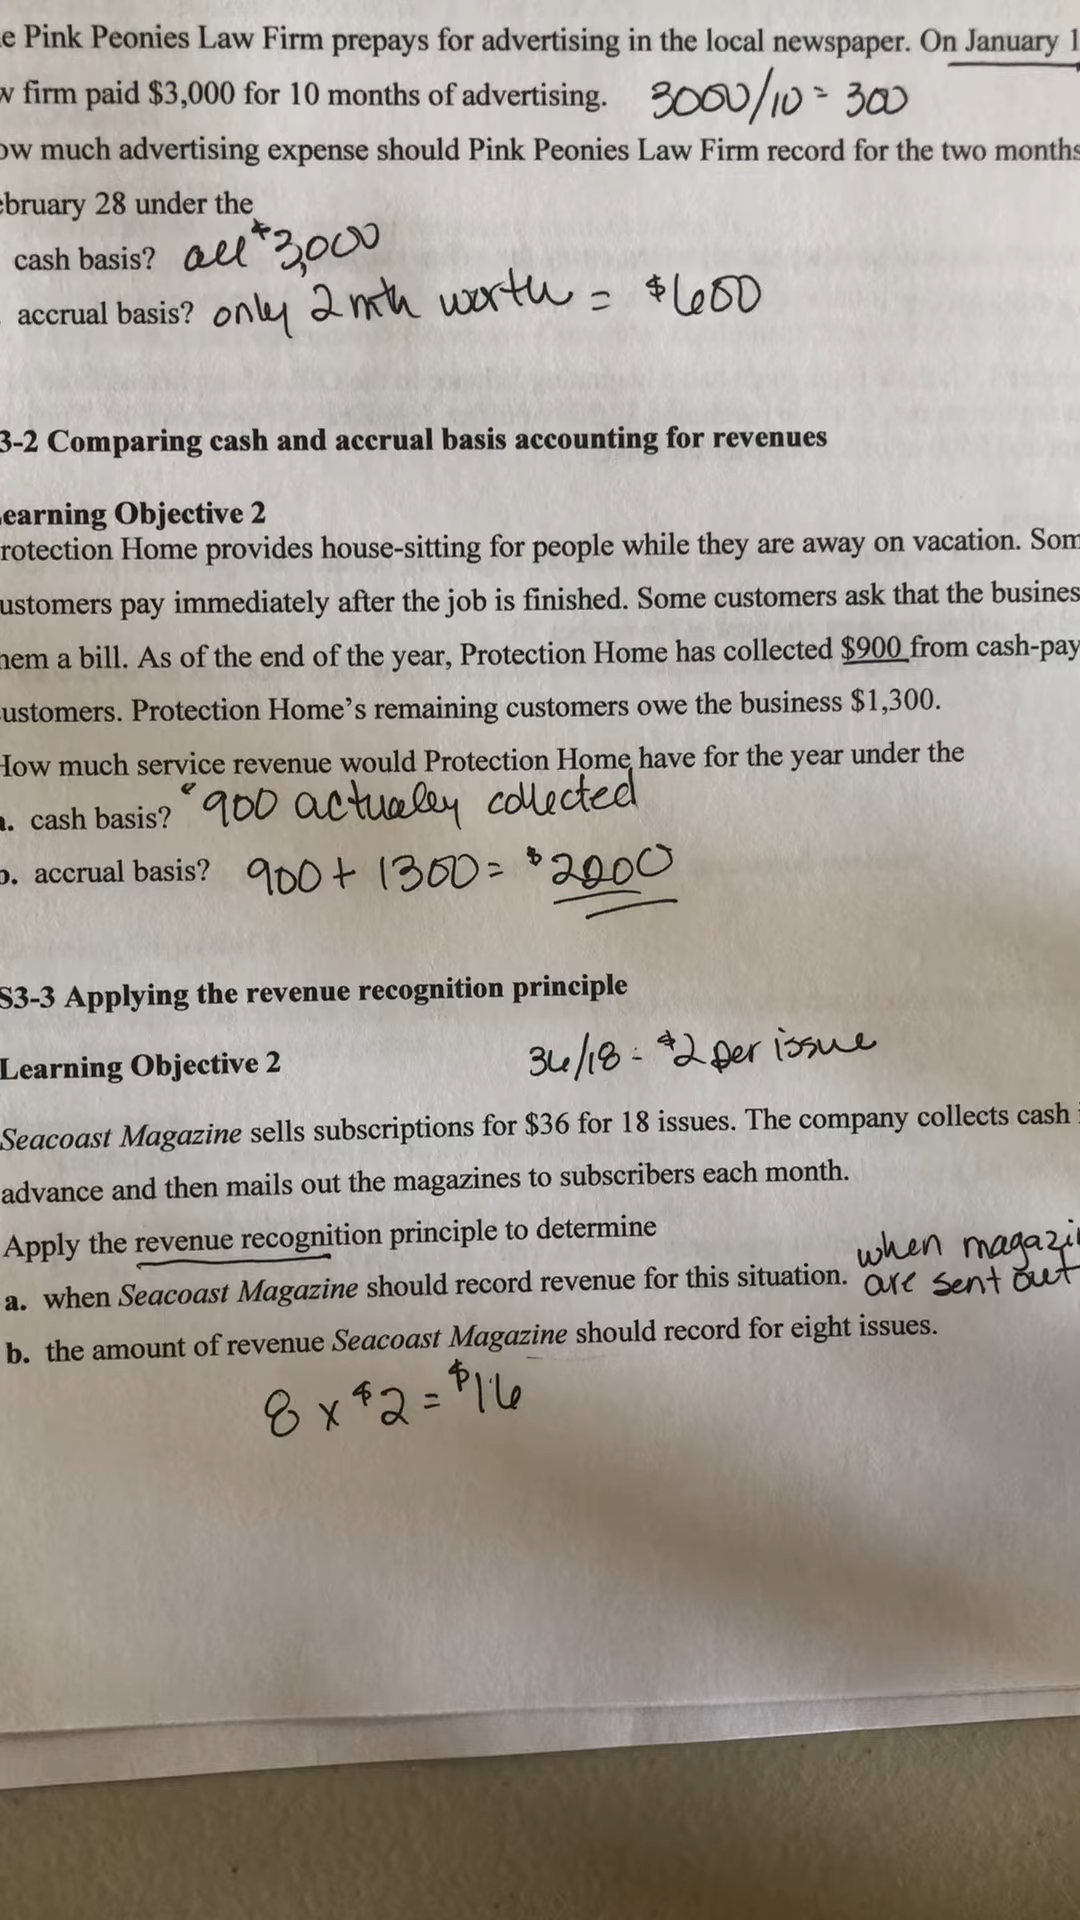 e Pink Peonies Law Firm prepays for advertising in the local newspaper. On January 1
w firm paid $3,000 for 10 months of advertising. 3000/10 = 300
ow much advertising expense should Pink Peonies Law Firm record for the two months
ebruary 28 under the
cash basis? all $3,000
accrual basis? only 2 mth worth = $600
3-2 Comparing cash and accrual basis accounting for revenues
earning Objective 2
rotection Home provides house-sitting for people while they are away on vacation. Som
ustomers pay immediately after the job is finished. Some customers ask that the busines
hem a bill. As of the end of the year, Protection Home has collected $900 from cash-pay
ustomers. Protection Home's remaining customers owe the business $1,300.
How much service revenue would Protection Home have for the year under the
a. cash basis? 900 actually collected
b. accrual basis? 900 + 1300 = $2200
S3-3 Applying the revenue recognition principle
Learning Objective 2 36/18 = $2 per issue
Seacoast Magazine sells subscriptions for $36 for 18 issues. The company collects cash i
advance and then mails out the magazines to subscribers each month.
Apply the revenue recognition principle to determine when magazi
a. when Seacoast Magazine should record revenue for this situation. are sent out
b. the amount of revenue Seacoast Magazine should record for eight issues.
8 x $2 = $16